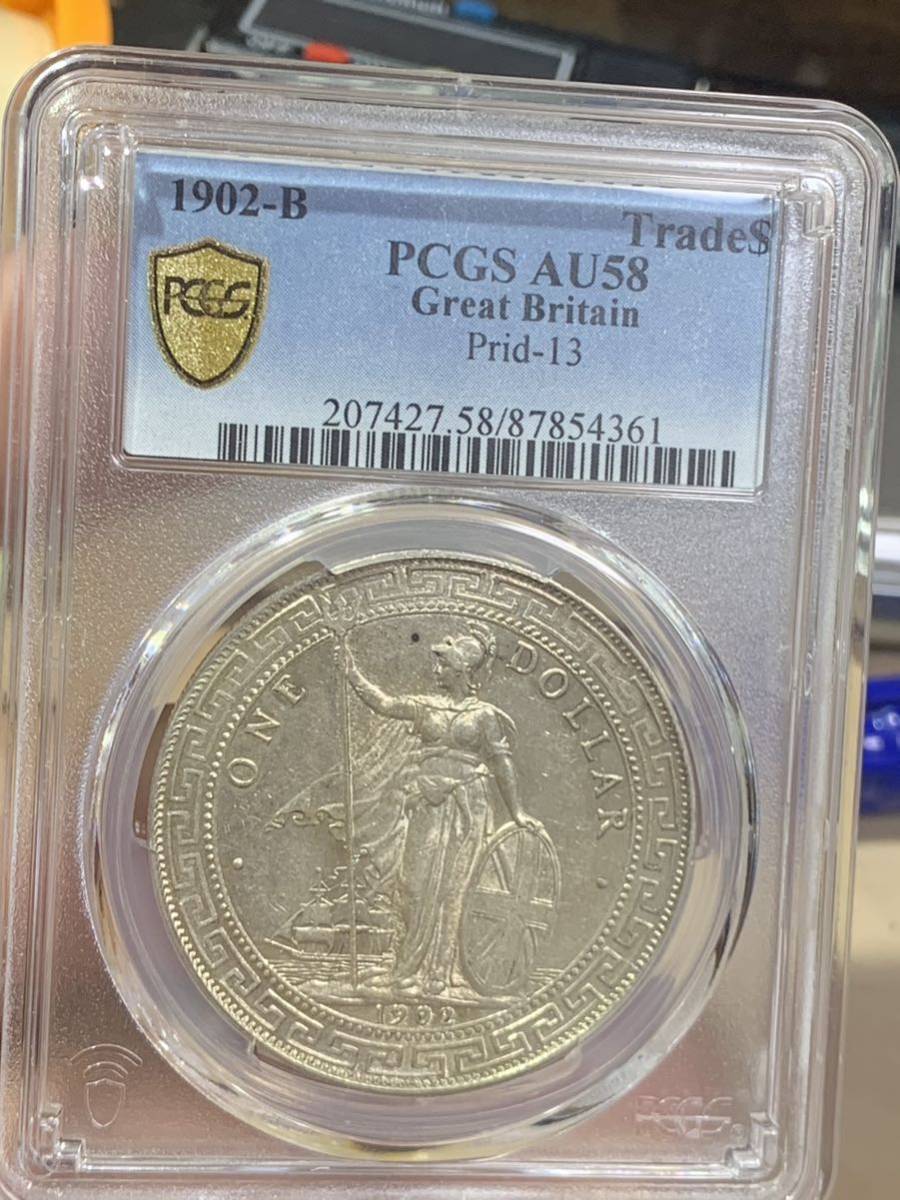 1902-B
Trade$
PCGS AU58
Great Britain
Prid-13
PCGS
207427.58/87854361
ONE DOLLAR
1902
PCGS